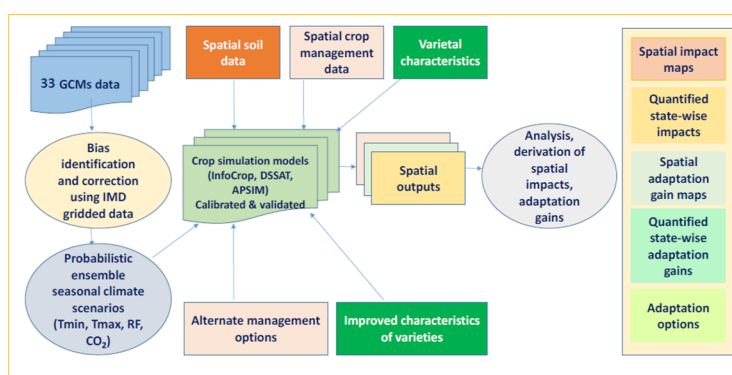 33 GCMs data
Bias
identification
and correction
using IMD
gridded data
Probabilistic
ensemble
seasonal climate
scenarios
(Tmin, Tmax, RF,
CO₂)
Spatial soil
data
Spatial crop
management
data
Varietal
characteristics
Crop simulation models
(InfoCrop, DSSAT,
APSIM)
Calibrated & validated
Alternate management
options
Improved characteristics
of varieties
Spatial
outputs
Analysis,
derivation of
spatial
impacts,
adaptation
gains
Spatial impact
maps
Quantified
state-wise
impacts
Spatial
adaptation
gain maps
Quantified
state-wise
adaptation
gains
Adaptation
options